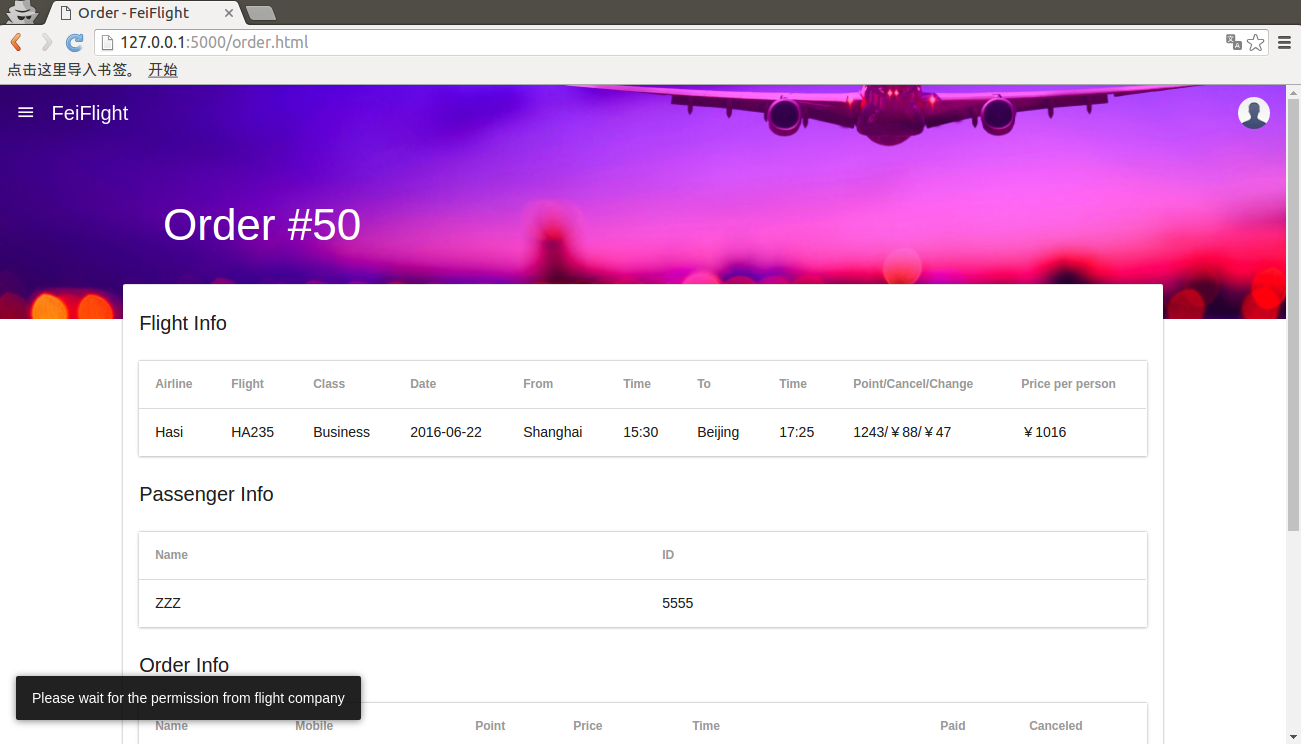 Order - FeiFlight
127.0.0.1:5000/order.html
点击这里导入书签。 开始
FeiFlight
Order #50
Flight Info
Airline Flight Class Date From Time To Time Point/Cancel/Change Price per person
Hasi HA235 Business 2016-06-22 Shanghai 15:30 Beijing 17:25 1243/￥88/￥47 ￥1016
Passenger Info
Name ID
ZZZ 5555
Order Info
Please wait for the permission from flight company
Name Mobile Point Price Time Paid Canceled